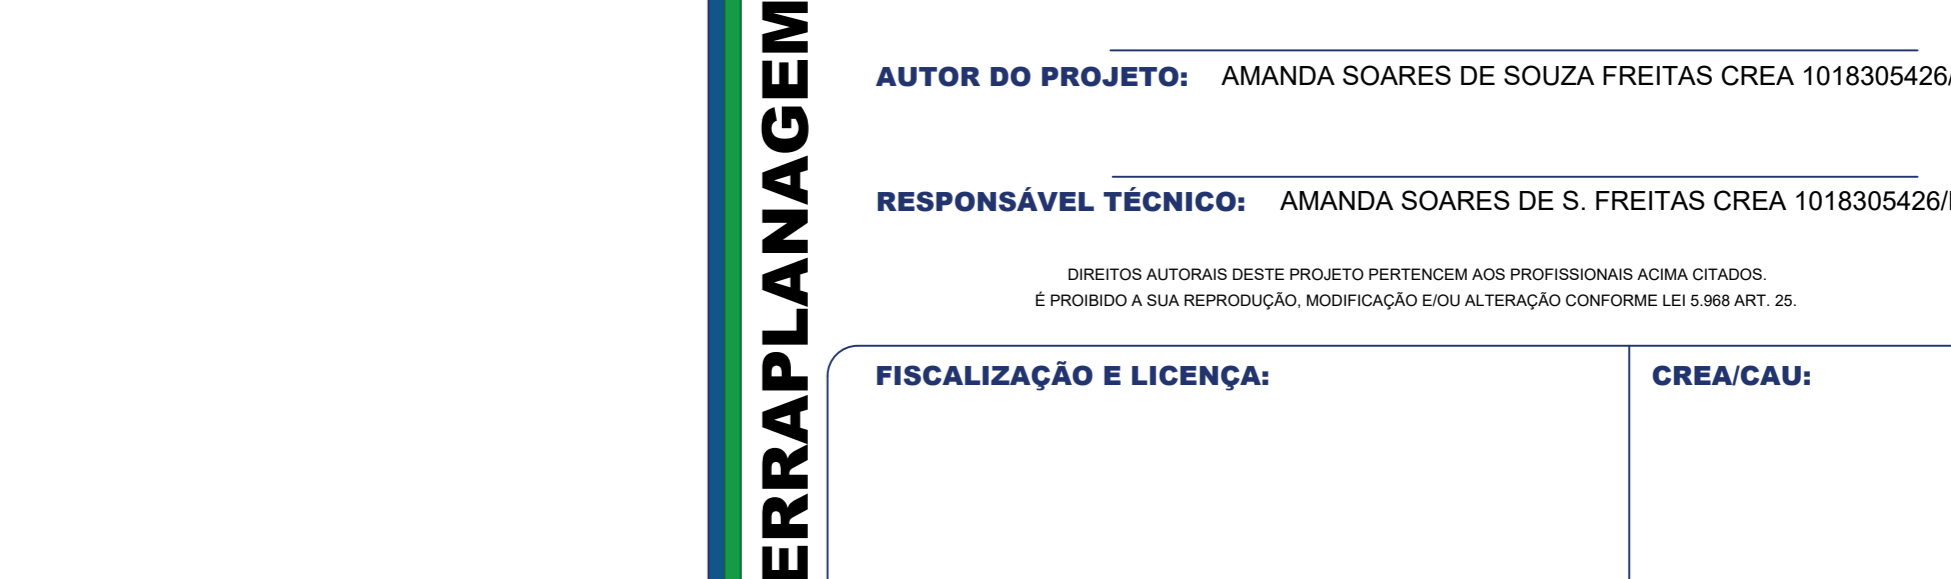 ERRAPLANAGEM
AUTOR DO PROJETO: AMANDA SOARES DE SOUZA FREITAS CREA 1018305426/
RESPONSÁVEL TÉCNICO: AMANDA SOARES DE S. FREITAS CREA 1018305426/
DIREITOS AUTORAIS DESTE PROJETO PERTENCEM AOS PROFISSIONAIS ACIMA CITADOS.
É PROIBIDO A SUA REPRODUÇÃO, MODIFICAÇÃO E/OU ALTERAÇÃO CONFORME LEI 5.968 ART. 25.
FISCALIZAÇÃO E LICENÇA: CREA/CAU: